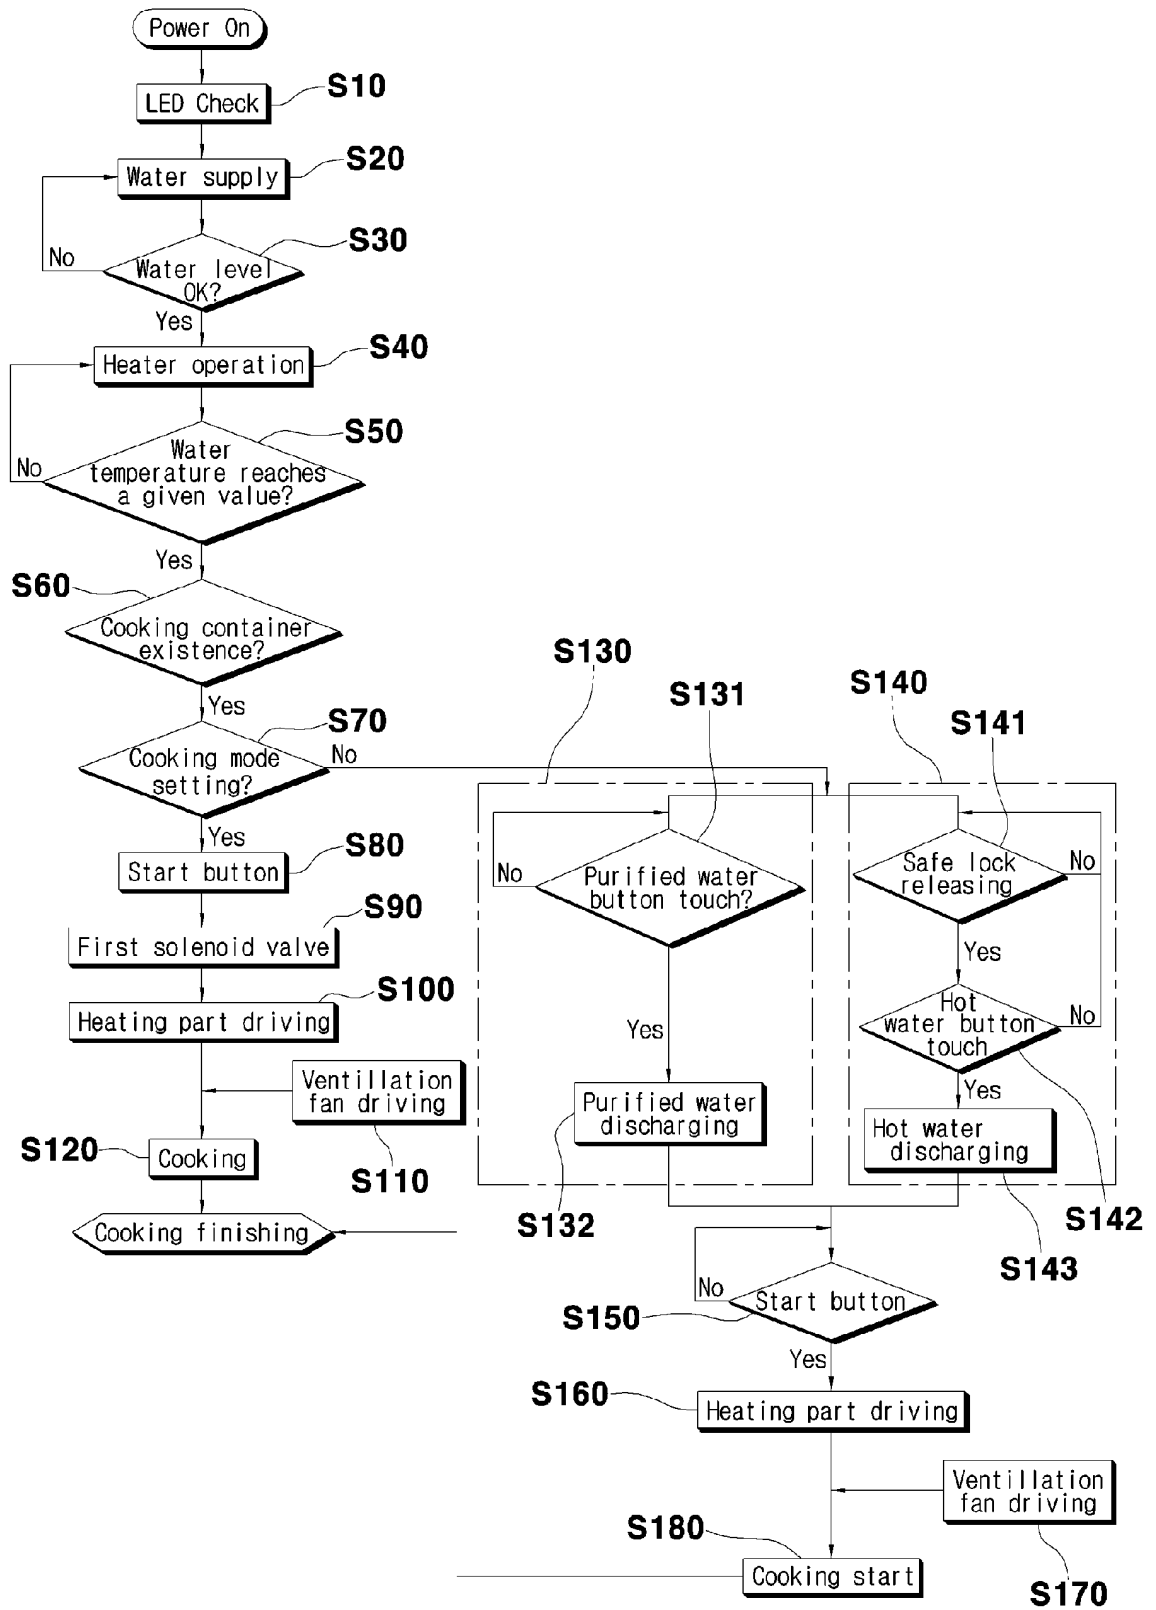 Power On
S10
LED Check
S20
Water supply
S30
No
Water level
OK?
Yes
S40
Heater operation
S50
Water
temperature reaches
a given value?
No
Yes
S60
Cooking container
existence?
Yes
S70
Cooking mode
setting?
No
Yes
S80
Start button
S90
First solenoid valve
S100
Heating part driving
Ventillation
fan driving
S110
S120
Cooking
Cooking finishing
S130
S131
No
Purified water
button touch?
Yes
Purified water
discharging
S132
S140
S141
Safe lock
releasing
No
Yes
Hot
water button
touch
No
Yes
Hot water
discharging
S142
S143
No
Start button
S150
Yes
S160
Heating part driving
Ventillation
fan driving
S170
S180
Cooking start